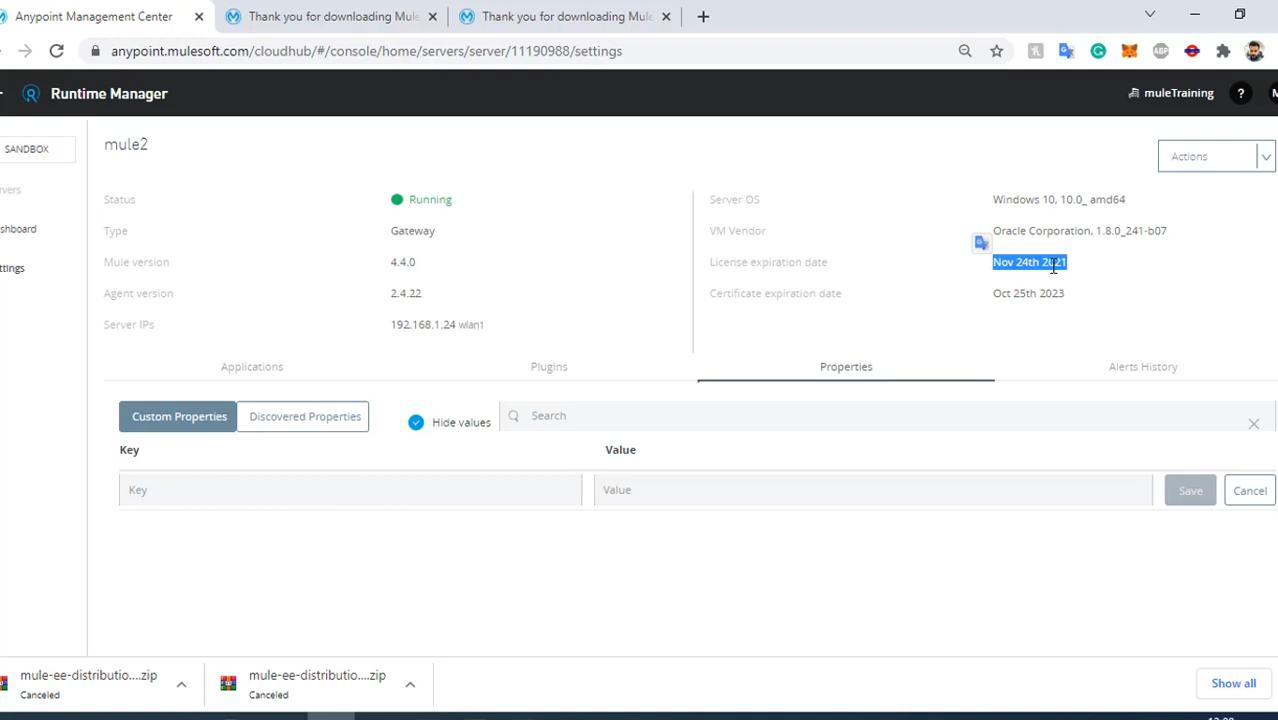 Anypoint Management Center
Thank you for downloading Mule
Thank you for downloading Mule
anypoint.mulesoft.com/cloudhub/#/console/home/servers/server/11190988/settings
ABP
Runtime Manager
muleTraining
?
SANDBOX
mule2
Actions
Status
Running
Server OS
Windows 10, 10.0_ amd64
Type
Gateway
VM Vendor
Oracle Corporation, 1.8.0_241-b07
Mule version
4.4.0
License expiration date
Nov 24th 2021
Agent version
2.4.22
Certificate expiration date
Oct 25th 2023
Server IPs
192.168.1.24 wlan1
rvers
shboard
ttings
Applications
Plugins
Properties
Alerts History
Custom Properties
Discovered Properties
Hide values
Search
Key
Value
Key
Value
Save
Cancel
mule-ee-distributio....zip
Canceled
mule-ee-distributio....zip
Canceled
Show all